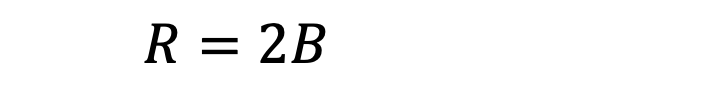 R = 2B